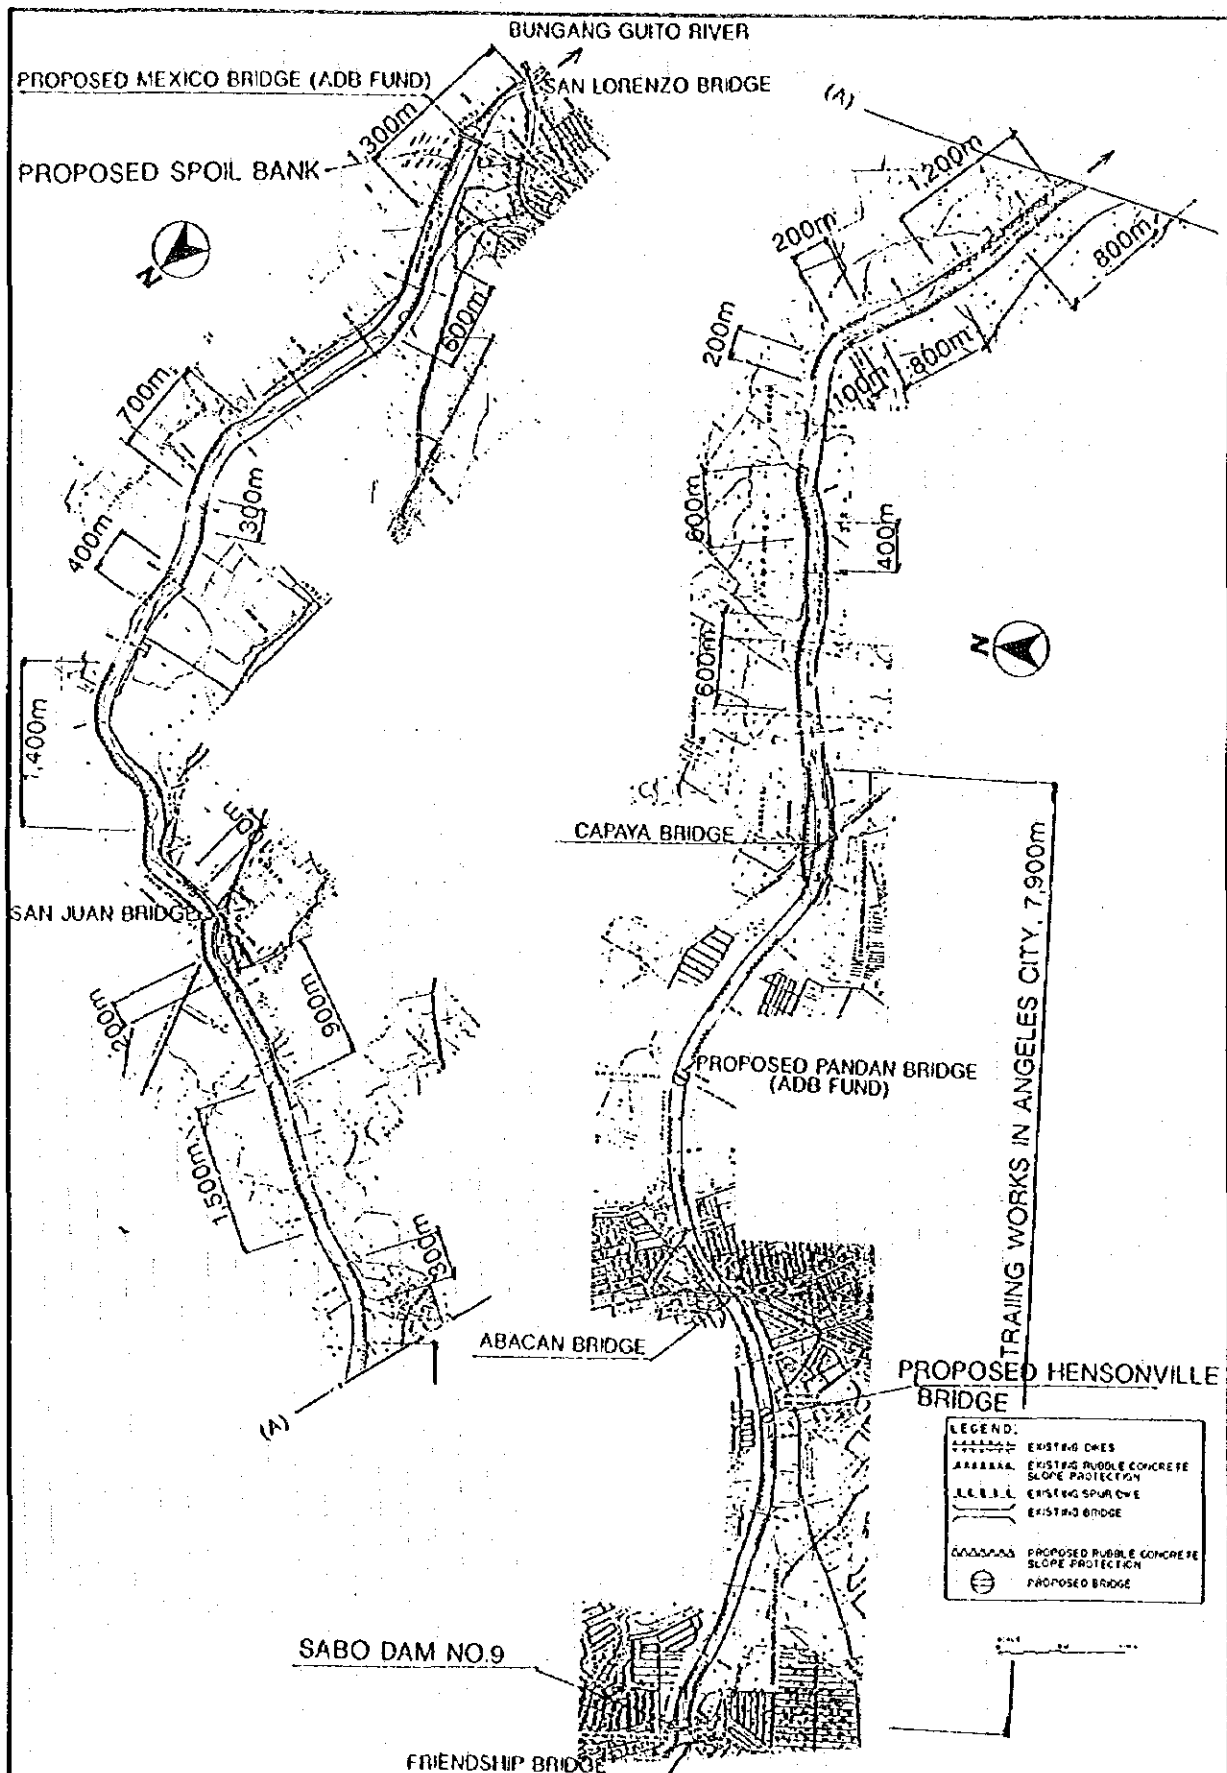 BUNGANG GUITO RIVER
PROPOSED MEXICO BRIDGE (ADB FUND)
SAN LORENZO BRIDGE
(A)
1,300m
PROPOSED SPOIL BANK
1,200m
200m
800m
N
600m
200m
800m
100m
700m
300m
400m
600m
400m
N
600m
1,400m
100m
CAPAYA BRIDGE
SAN JUAN BRIDGE
200m
900m
PROPOSED PANDAN BRIDGE
(ADB FUND)
1,500m
300m
TRAIING WORKS IN ANGELES CITY, 7,900m
ABACAN BRIDGE
(A)
PROPOSED HENSONVILLE
BRIDGE
LEGEND:
EXISTING DIKES
EXISTING RUBBLE CONCRETE
SLOPE PROTECTION
EXISTING SPUR DIKE
EXISTING BRIDGE
PROPOSED RUBBLE CONCRETE
SLOPE PROTECTION
PROPOSED BRIDGE
SABO DAM NO.9
FRIENDSHIP BRIDGE